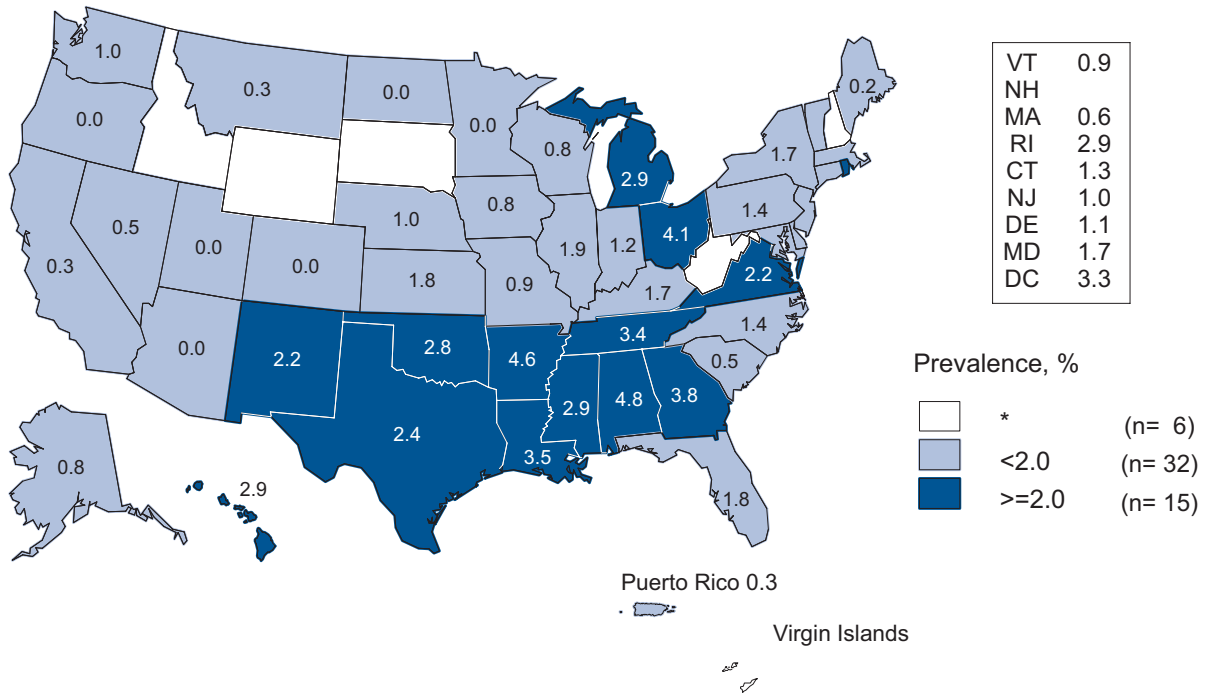 1.0
0.3
0.0
0.0
0.2
0.0
0.8
1.7
2.9
0.5
1.0
0.8
1.4
0.3
0.0
0.0
1.8
0.9
1.9
1.2
4.1
2.2
1.7
1.4
0.0
2.2
2.8
4.6
3.4
0.5
2.4
3.5
2.9
4.8
3.8
0.8
2.9
1.8
VT 0.9
NH
MA 0.6
RI 2.9
CT 1.3
NJ 1.0
DE 1.1
MD 1.7
DC 3.3
Prevalence, %
* (n= 6)
<2.0 (n= 32)
>=2.0 (n= 15)
Puerto Rico 0.3
Virgin Islands